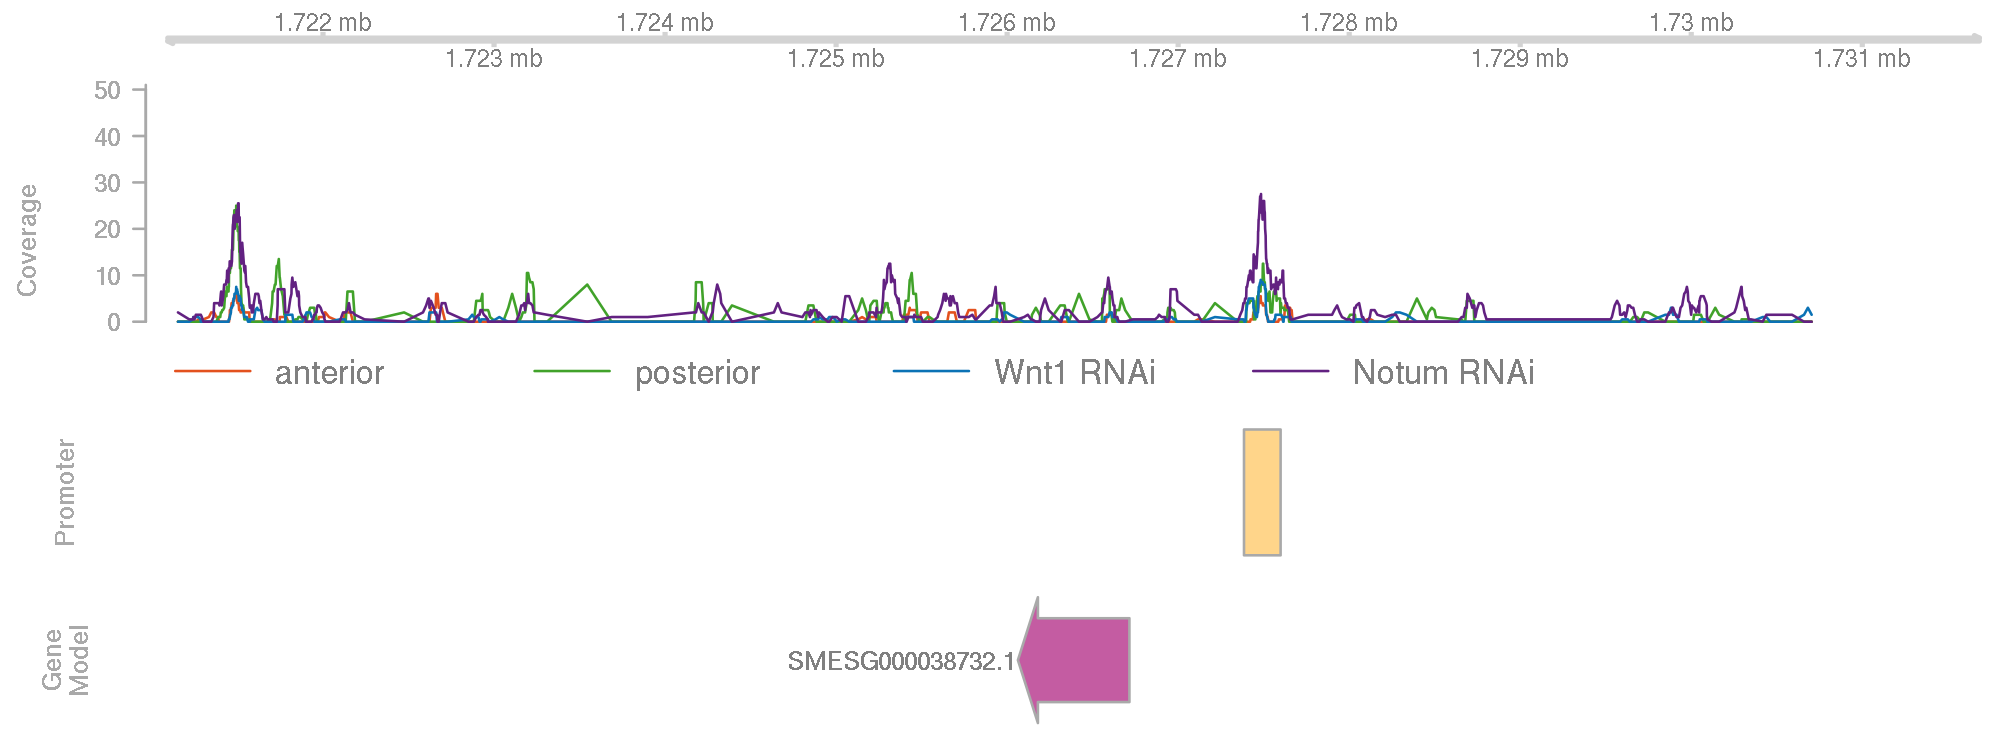 1.722 mb 1.724 mb 1.726 mb 1.728 mb 1.73 mb
1.723 mb 1.725 mb 1.727 mb 1.729 mb 1.731 mb
50
40
30
20
10
0
Coverage
anterior posterior Wnt1 RNAi Notum RNAi
Promoter
Gene
Model
SMESG000038732.1